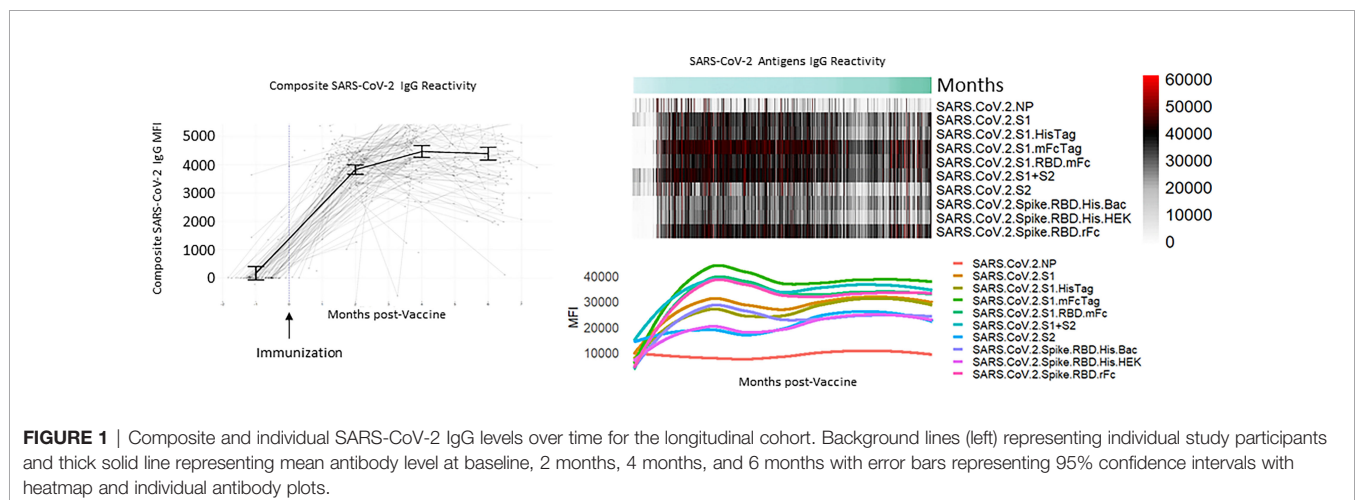 Composite SARS-CoV-2 IgG Reactivity
Composite SARS-CoV-2 IgG MFI
5000
4000
3000
2000
1000
0
Months post-Vaccine
Immunization
SARS-CoV-2 Antigens IgG Reactivity
Months
SARS.CoV.2.NP
SARS.CoV.2.S1
SARS.CoV.2.S1.HisTag
SARS.CoV.2.S1.mFcTag
SARS.CoV.2.S1.RBD.mFc
SARS.CoV.2.S1+S2
SARS.CoV.2.S2
SARS.CoV.2.Spike.RBD.His.Bac
SARS.CoV.2.Spike.RBD.His.HEK
SARS.CoV.2.Spike.RBD.rFc
60000
50000
40000
30000
20000
10000
0
MFI
40000
30000
20000
10000
Months post-Vaccine
SARS.CoV.2.NP
SARS.CoV.2.S1
SARS.CoV.2.S1.HisTag
SARS.CoV.2.S1.mFcTag
SARS.CoV.2.S1.RBD.mFc
SARS.CoV.2.S1+S2
SARS.CoV.2.S2
SARS.CoV.2.Spike.RBD.His.Bac
SARS.CoV.2.Spike.RBD.His.HEK
SARS.CoV.2.Spike.RBD.rFc
FIGURE 1 | Composite and individual SARS-CoV-2 IgG levels over time for the longitudinal cohort. Background lines (left) representing individual study participants
and thick solid line representing mean antibody level at baseline, 2 months, 4 months, and 6 months with error bars representing 95% confidence intervals with
heatmap and individual antibody plots.